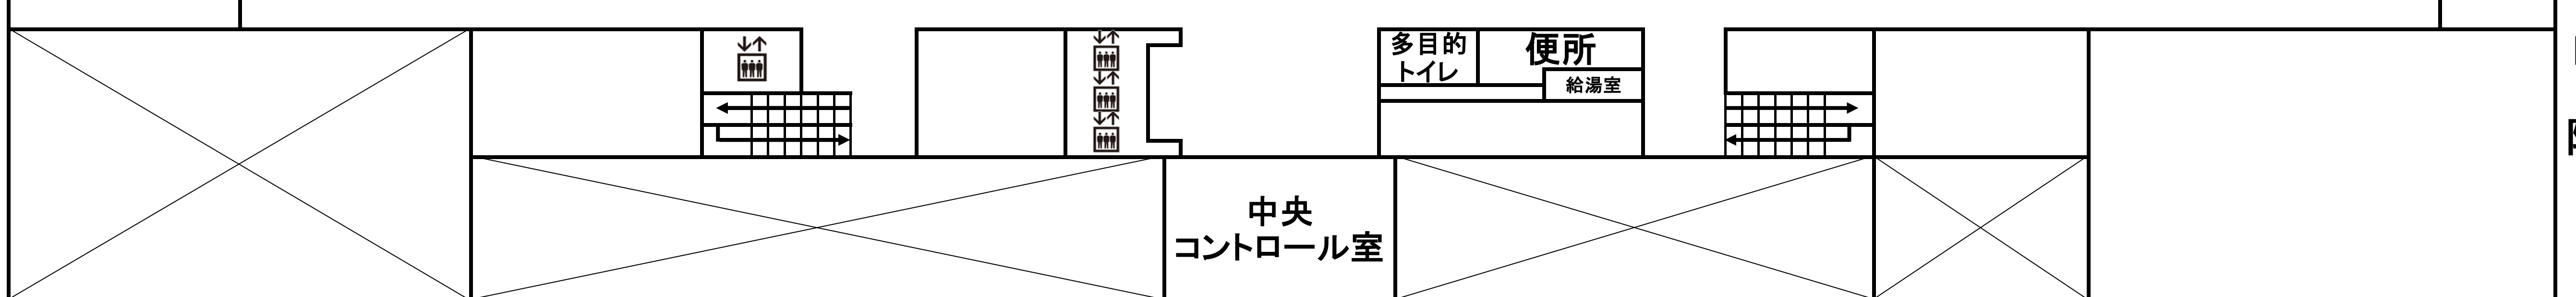 多目的
トイレ
便所
給湯室
中央
コントロール室